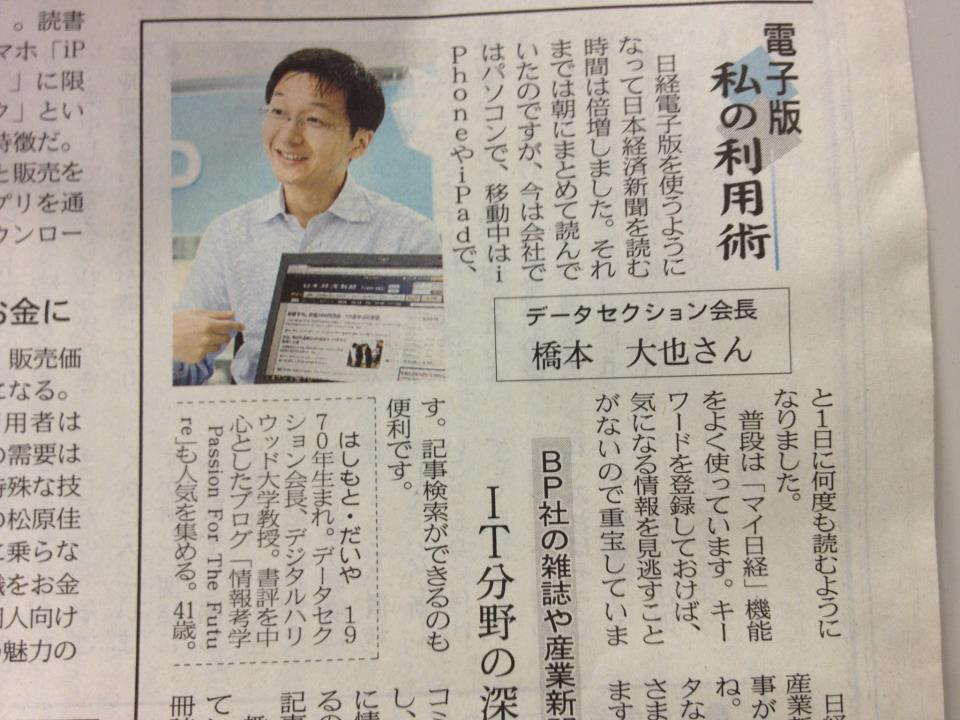 電子版
私の利用術
日経電子版を使うように
なって日本経済新聞を読む
時間は倍増しました。それ
までは朝にまとめて読んで
いたのですが、今は会社で
はパソコンで、移動中はi
PhoneやiPadで、
データセクション会長
橋本 大也さん
と1日に何度も読むように
なりました。
普段は「マイ日経」機能
をよく使っています。キー
ワードを登録しておけば、
気になる情報を見逃すこと
がないので重宝していま
す。記事検索ができるのも
便利です。
はしもと・だいや 19
70年生まれ。データセク
ション会長、デジタルハリ
ウッド大学教授。書評を中
心としたブログ「情報考学
Passion For The Futu
re」も人気を集める。41歳。
BP社の雑誌や産業新
IT分野の深
日経
産業新
事が
ね。
タな
さま
ます
コミ
し、
に情
るの
記事
て
冊
。読書
マホ「iP
」に限
ク」とい
特徴だ。
と販売を
プリを通
ウンロー
お金に
販売価
になる。
用者は
の需要は
特殊な技
の松原佳
に乗らな
識をお金
個人向け
の魅力の
日本経済新聞